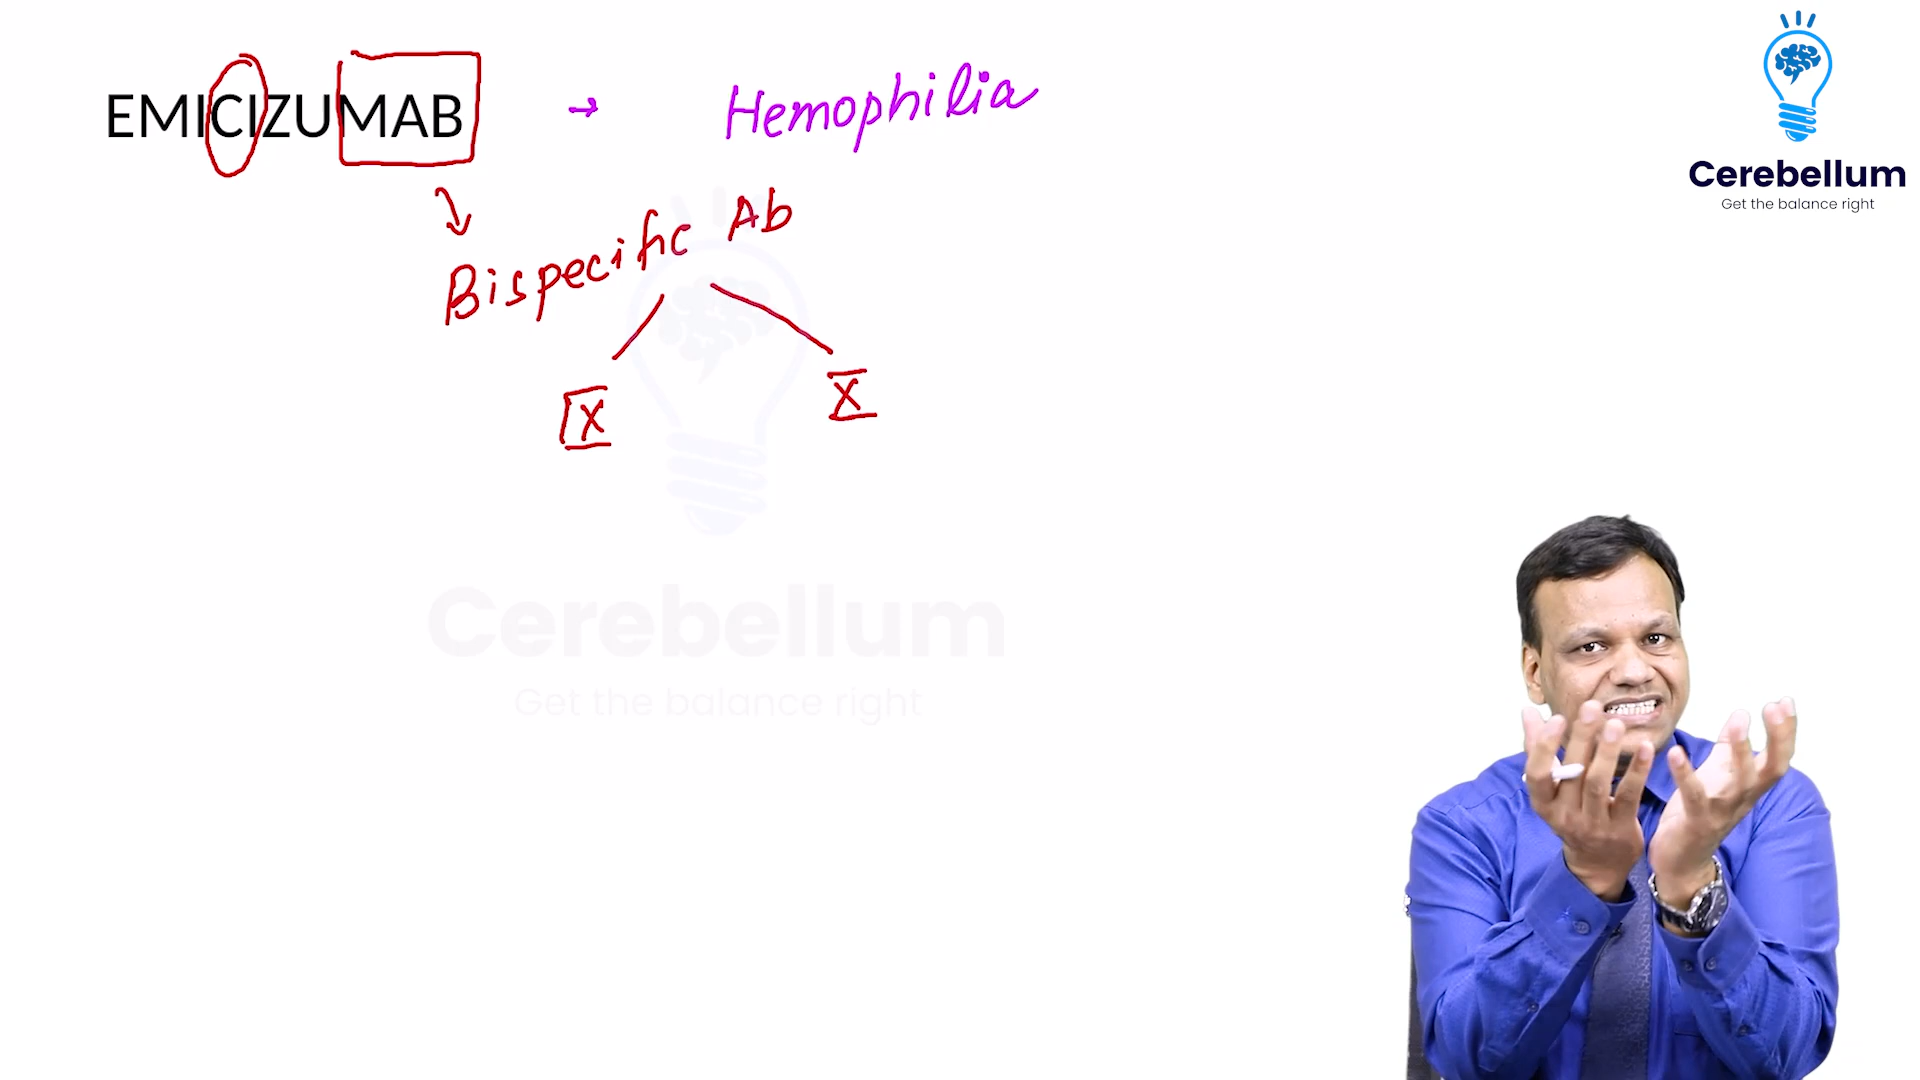 EMICIZUMAB → Hemophilia
Bispecific Ab
IX X
Cerebellum
Get the balance right
Cerebellum
Get the balance right